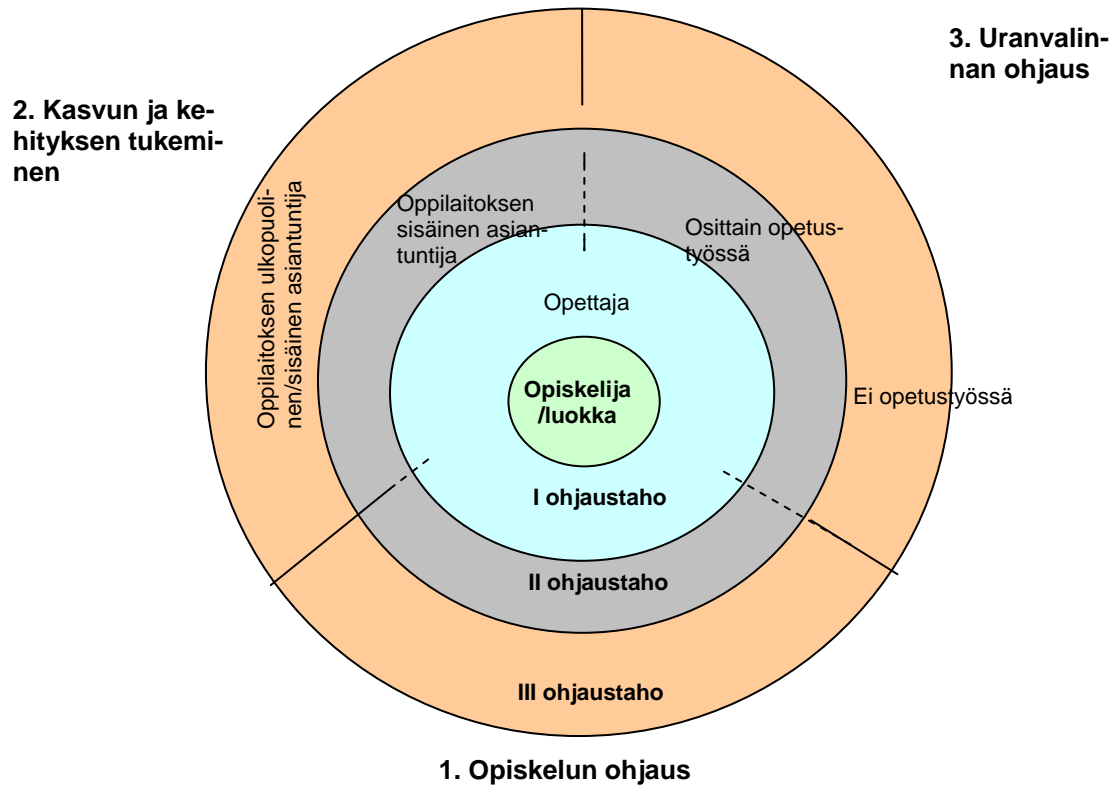 3. Uranvalin-
nan ohjaus
2. Kasvun ja ke-
hityksen tukemi-
nen
Oppilaitoksen ulkopuoli-
nen/sisäinen asiantuntija
Oppilaitoksen
sisäinen asian-
tuntija
Osittain opetus-
työssä
Opettaja
Opiskelija
/luokka
Ei opetustyössä
I ohjaustaho
II ohjaustaho
III ohjaustaho
1. Opiskelun ohjaus